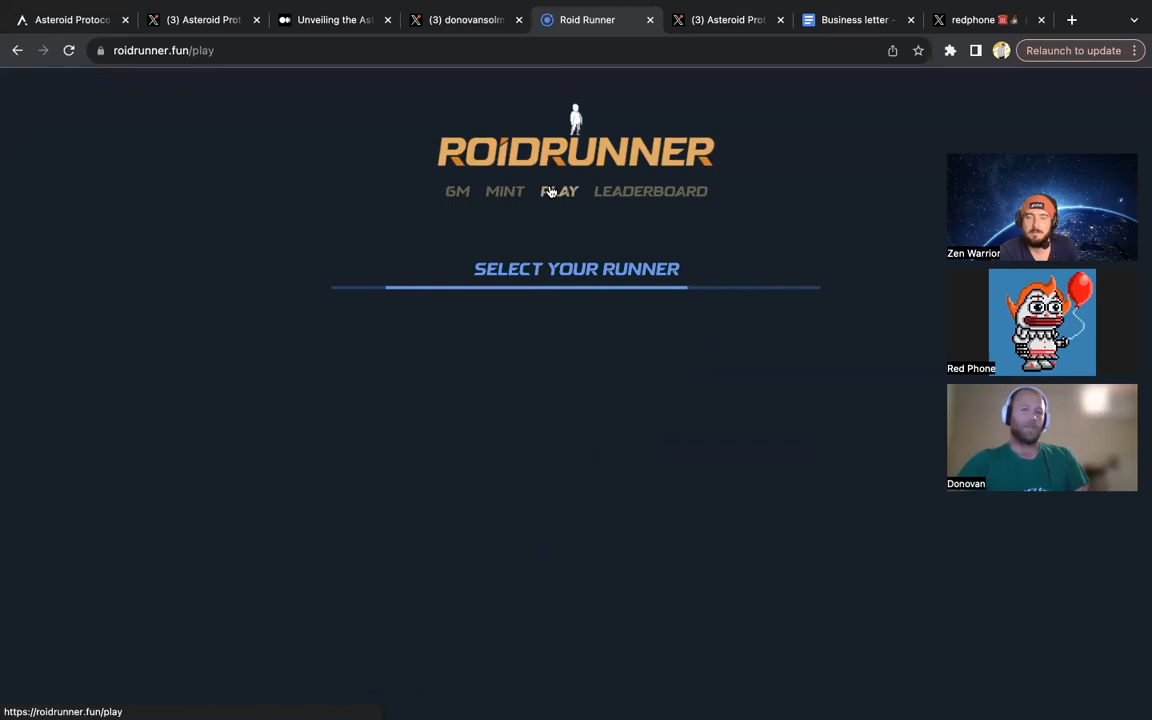 Asteroid Protoco
(3) Asteroid Prot
Unveiling the Ast
(3) donovansolm
Roid Runner
(3) Asteroid Prot
Business letter -
redphone
roidrunner.fun/play
Relaunch to update
ROIDRUNNER
GM MINT PLAY LEADERBOARD
SELECT YOUR RUNNER
Zen Warrior
Red Phone
Donovan
https://roidrunner.fun/play